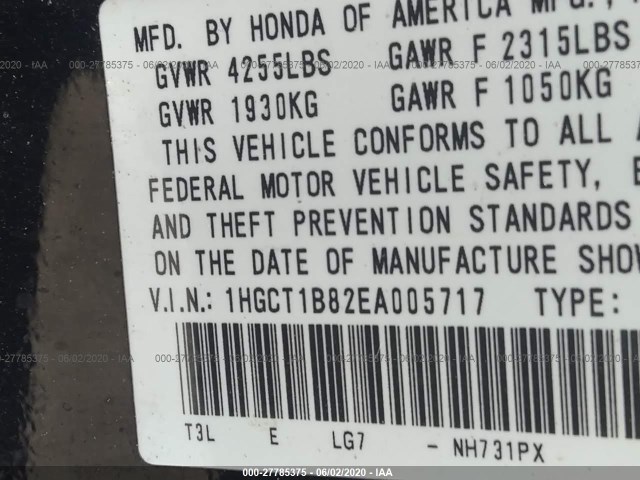 MFD. BY HONDA OF AMERICA MFG.,
GVWR 4255LBS GAWR F 2315LBS
GVWR 1930KG GAWR F 1050KG
THIS VEHICLE CONFORMS TO ALL
FEDERAL MOTOR VEHICLE SAFETY,
AND THEFT PREVENTION STANDARDS
ON THE DATE OF MANUFACTURE SHOW
V.I.N.: 1HGCT1B82EA005717 TYPE:
T3L E LG7 - NH731PX
000-27785375 - 06/02/2020 - IAA